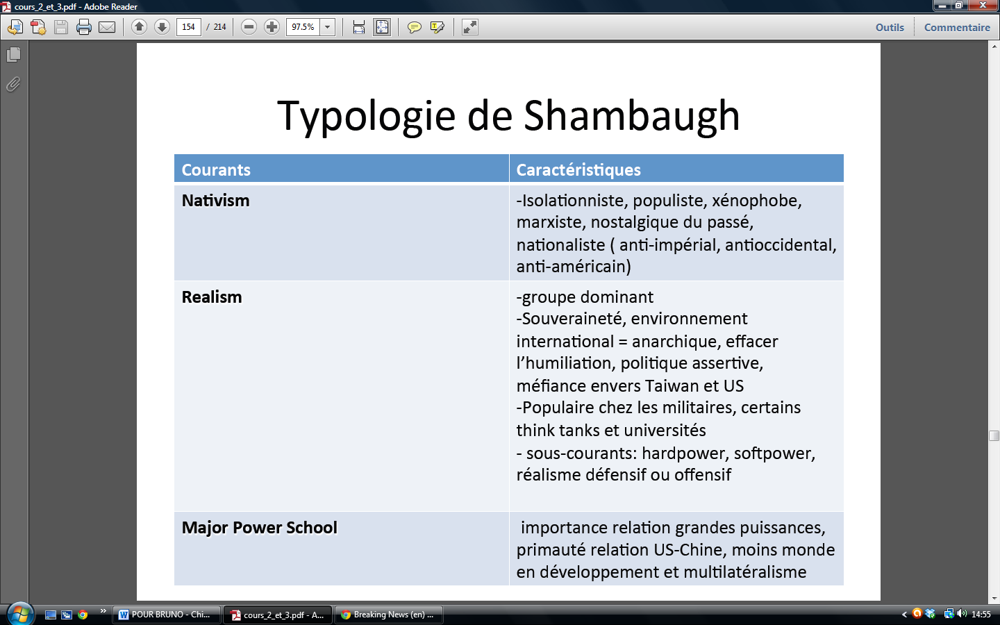 cours_2_et_3.pdf - Adobe Reader
154 / 214 97.5% Outils Commentaire
Typologie de Shambaugh
Courants
Caractéristiques
Nativism
-Isolationniste, populiste, xénophobe,
marxiste, nostalgique du passé,
nationaliste ( anti-impérial, antioccidental,
anti-américain)
Realism
-groupe dominant
-Souveraineté, environnement
international = anarchique, effacer
l’humiliation, politique assertive,
méfiance envers Taiwan et US
-Populaire chez les militaires, certains
think tanks et universités
- sous-courants: hardpower, softpower,
réalisme défensif ou offensif
Major Power School
importance relation grandes puissances,
primauté relation US-Chine, moins monde
en développement et multilatéralisme
POUR BRUNO - Chi... cours_2_et_3.pdf - A... Breaking News (en) ... 14:55